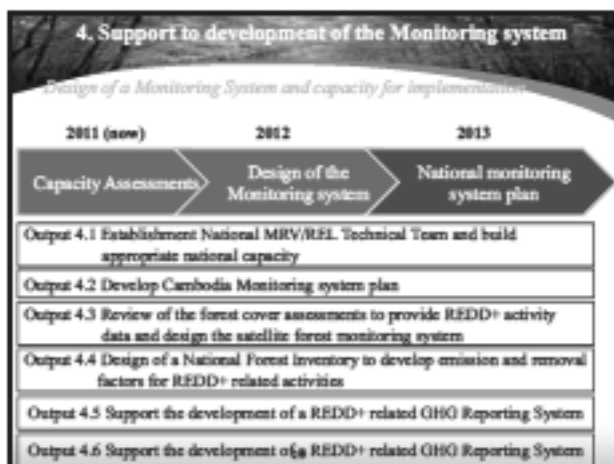 4. Support to development of the Monitoring system
Design of a Monitoring System and capacity for implementation
2011 (now)
2012
2013
Capacity Assessments
Design of the
Monitoring system
National monitoring
system plan
Output 4.1 Establishment National MRV/REL Technical Team and build
appropriate national capacity
Output 4.2 Develop Cambodia Monitoring system plan
Output 4.3 Review of the forest cover assessments to provide REDD+ activity
data and design the satellite forest monitoring system
Output 4.4 Design of a National Forest Inventory to develop emission and removal
factors for REDD+ related activities
Output 4.5 Support the development of a REDD+ related GHG Reporting System
Output 4.6 Support the development of a REDD+ related GHG Reporting System